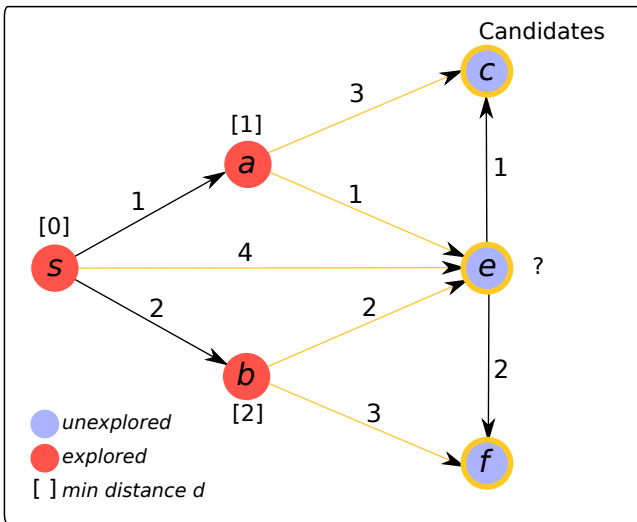 Candidates
c
3
[1]
a
1
1
1
[0]
s
4
e
?
2
2
2
b
[2]
3
f
unexplored
explored
[ ] min distance d